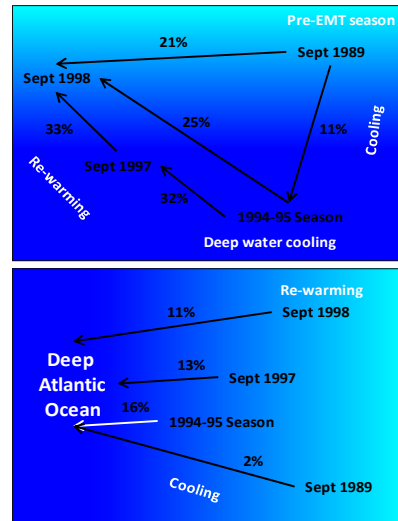 Pre-EMT season
21%
Sept 1989
Sept 1998
33%
25%
11%
Cooling
Sept 1997
Re-warming
32%
1994-95 Season
Deep water cooling
Re-warming
11%
Sept 1998
Deep
Atlantic
Ocean
13%
Sept 1997
16%
1994-95 Season
2%
Cooling
Sept 1989